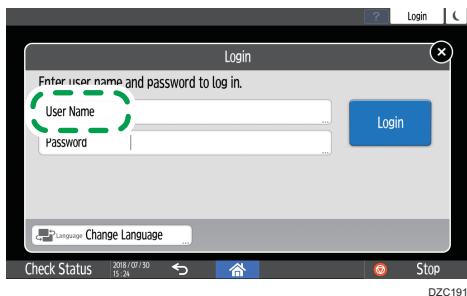 ? Login
Login
Enter user name and password to log in.
User Name
Login
Password
Language Change Language
Check Status 2018 / 07 / 30 15 : 24 Stop
DZC191